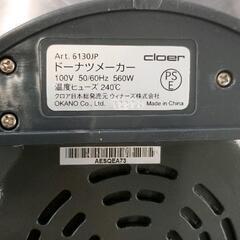 Art. 6130JP
cloer
ドーナツメーカー
100V 50/60Hz 560W
温度ヒューズ 240℃
クロア日本総発売元 ウィナーズ株式会社
OKANO Co., Ltd.
Made in China
PS
E
AESQEA73